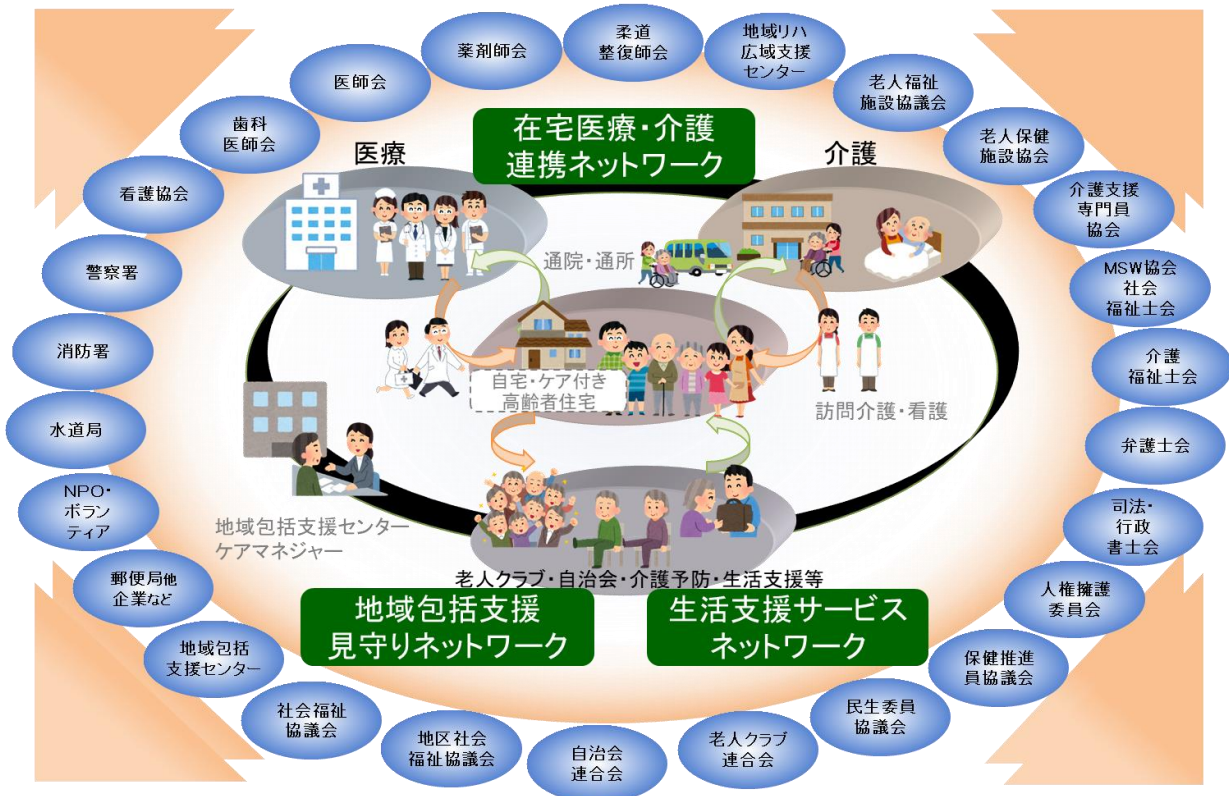 柔道
整復師会
地域リハ
広域支援
センター
老人福祉
施設協議会
老人保健
施設協会
介護支援
専門員
協会
MSW協会
社会
福祉士会
介護
福祉士会
弁護士会
司法・
行政
書士会
人権擁護
委員会
保健推進
員協議会
民生委員
協議会
老人クラブ
連合会
自治会
連合会
地区社会
福祉協議会
社会福祉
協議会
地域包括
支援センター
郵便局他
企業など
NPO・
ボラン
ティア
水道局
消防署
警察署
看護協会
歯科
医師会
医師会
薬剤師会
在宅医療・介護
連携ネットワーク
医療
介護
通院・通所
自宅・ケア付き
高齢者住宅
訪問介護・看護
地域包括支援センター
ケアマネジャー
老人クラブ・自治会・介護予防・生活支援等
地域包括支援
見守りネットワーク
生活支援サービス
ネットワーク